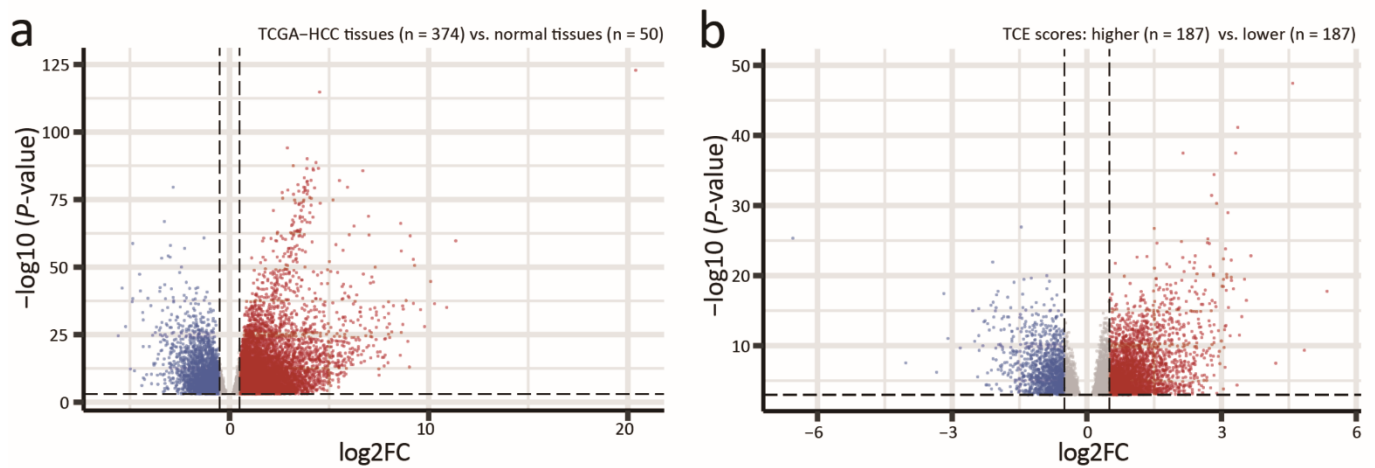 a
TCGA–HCC tissues (n = 374) vs. normal tissues (n = 50)
125
100
75
50
25
0
−log10 (P-value)
0
10
20
log2FC
b
TCE scores: higher (n = 187) vs. lower (n = 187)
50
40
30
20
10
−log10 (P-value)
−6
−3
0
3
6
log2FC